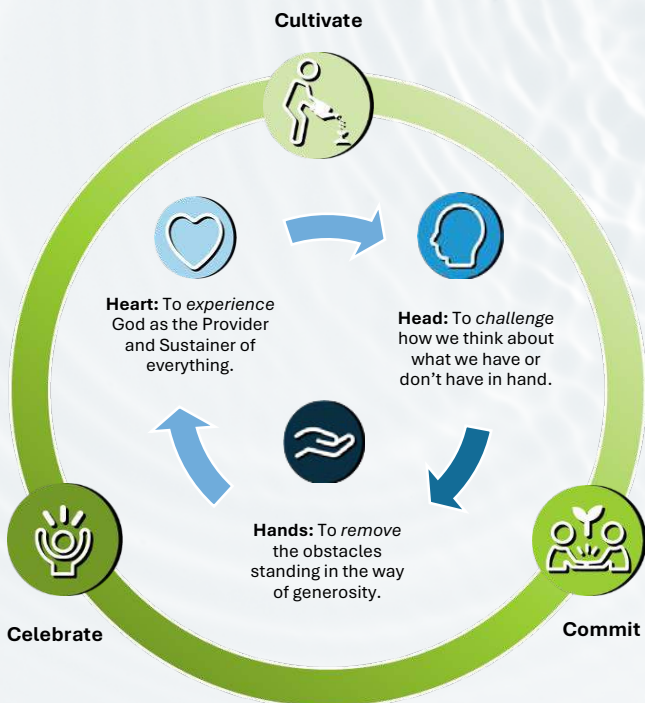 Cultivate
Heart: To experience
God as the Provider
and Sustainer of
everything.
Head: To challenge
how we think about
what we have or
don’t have in hand.
Hands: To remove
the obstacles
standing in the way
of generosity.
Celebrate
Commit